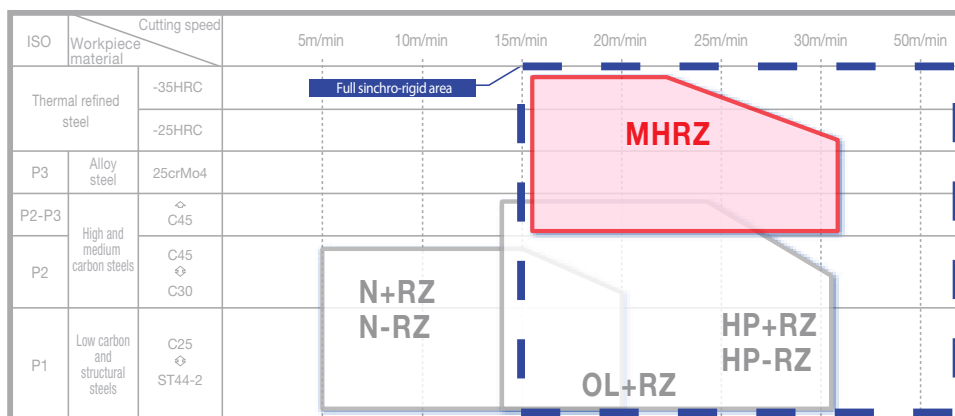 Cutting speed
ISO
Workpiece
material
5m/min 10m/min 15m/min 20m/min 25m/min 30m/min 50m/min
Full sinchro-rigid area
Thermal refined
steel
-35HRC
-25HRC
MHRZ
P3
Alloy
steel
25crMo4
P2-P3
C45
High and
medium
carbon steels
P2
C45
C30
N+RZ
N-RZ
P1
Low carbon
and
structural
steels
C25
ST44-2
HP+RZ
HP-RZ
OL+RZ